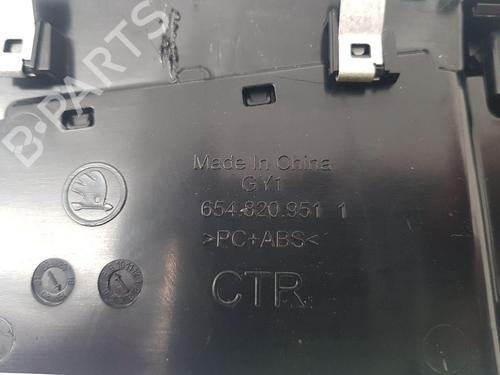 B-PARTS
Made In China
GY1
654.820.951 1
>PC+ABS<
CTR